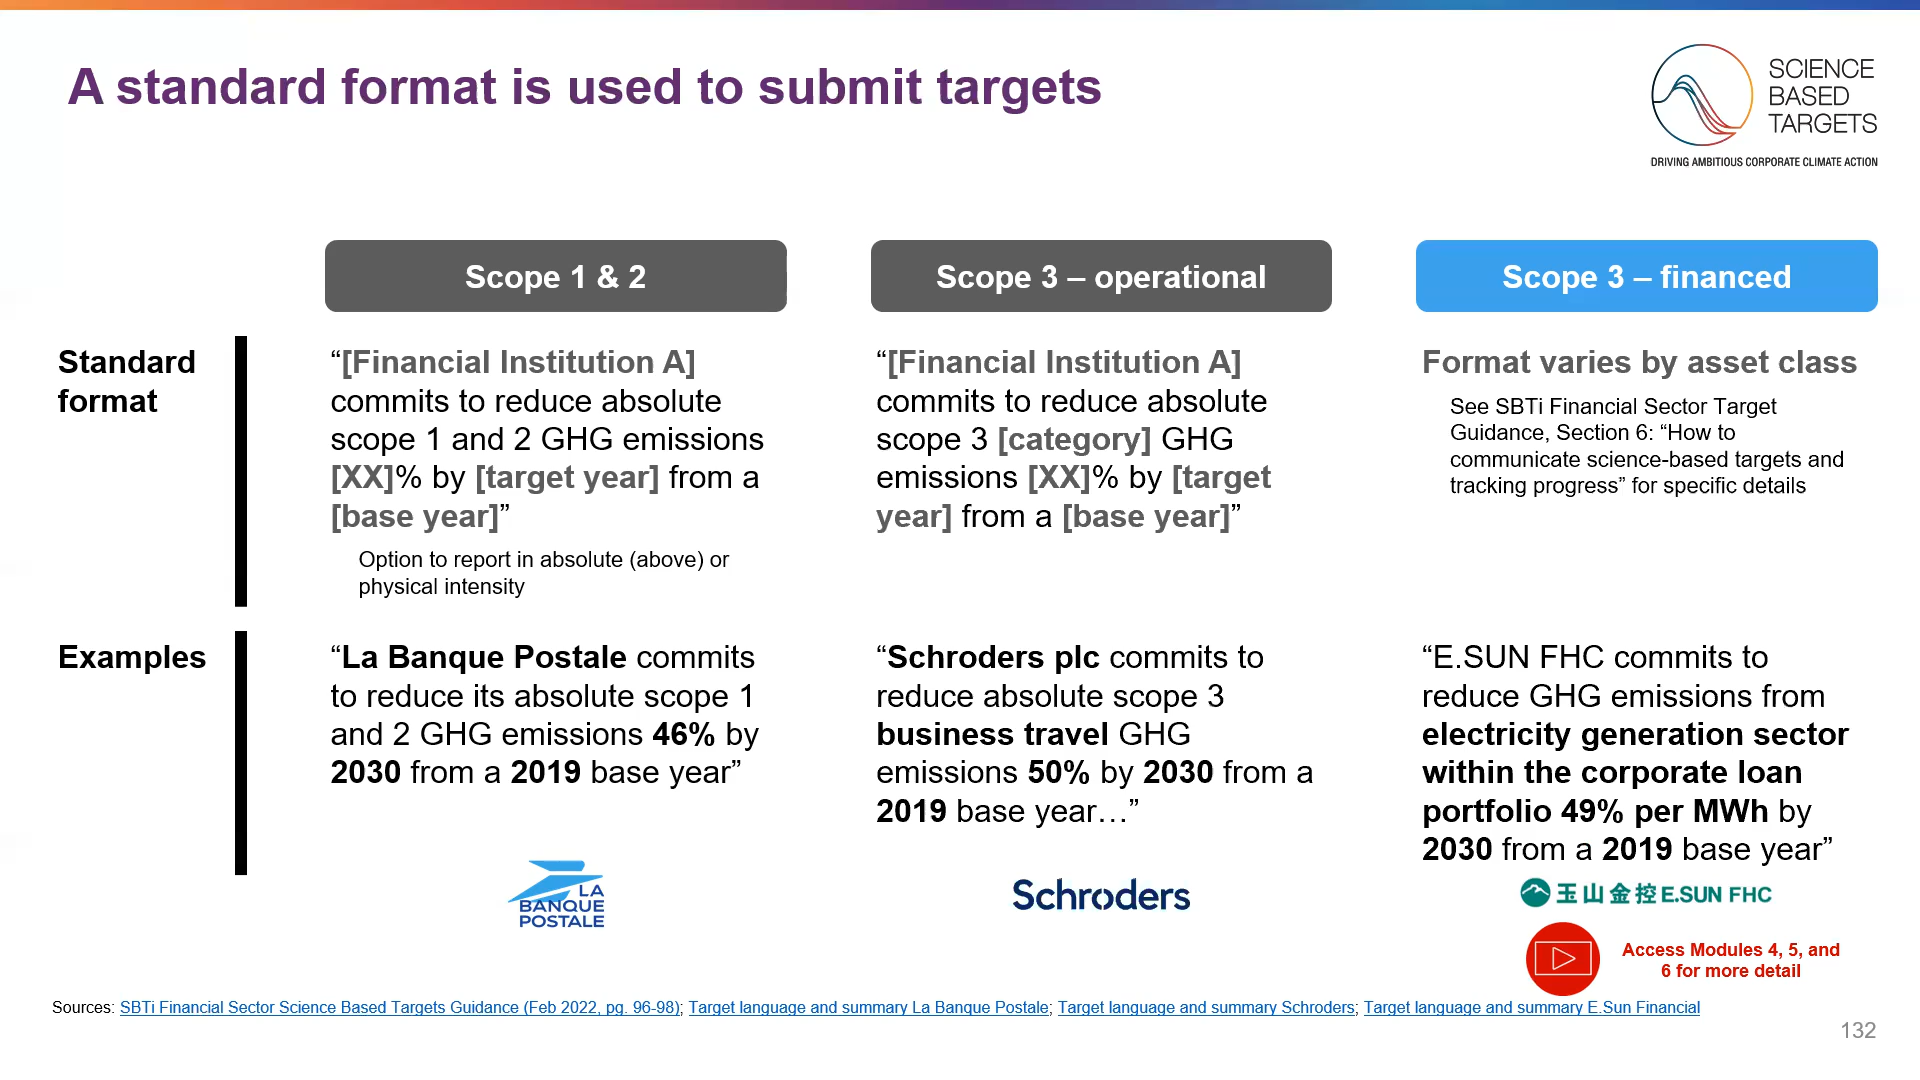 A standard format is used to submit targets
SCIENCE
BASED
TARGETS
DRIVING AMBITIOUS CORPORATE CLIMATE ACTION
Scope 1 & 2
Scope 3 – operational
Scope 3 – financed
Standard
format
“[Financial Institution A]
commits to reduce absolute
scope 1 and 2 GHG emissions
[XX]% by [target year] from a
[base year]”
Option to report in absolute (above) or
physical intensity
“[Financial Institution A]
commits to reduce absolute
scope 3 [category] GHG
emissions [XX]% by [target
year] from a [base year]”
Format varies by asset class
See SBTi Financial Sector Target
Guidance, Section 6: “How to
communicate science-based targets and
tracking progress” for specific details
Examples
“La Banque Postale commits
to reduce its absolute scope 1
and 2 GHG emissions 46% by
2030 from a 2019 base year”
LA
BANQUE
POSTALE
“Schroders plc commits to
reduce absolute scope 3
business travel GHG
emissions 50% by 2030 from a
2019 base year…”
Schroders
“E.SUN FHC commits to
reduce GHG emissions from
electricity generation sector
within the corporate loan
portfolio 49% per MWh by
2030 from a 2019 base year”
玉山金控 E.SUN FHC
Access Modules 4, 5, and
6 for more detail
Sources: SBTi Financial Sector Science Based Targets Guidance (Feb 2022, pg. 96-98); Target language and summary La Banque Postale; Target language and summary Schroders; Target language and summary E.Sun Financial
132